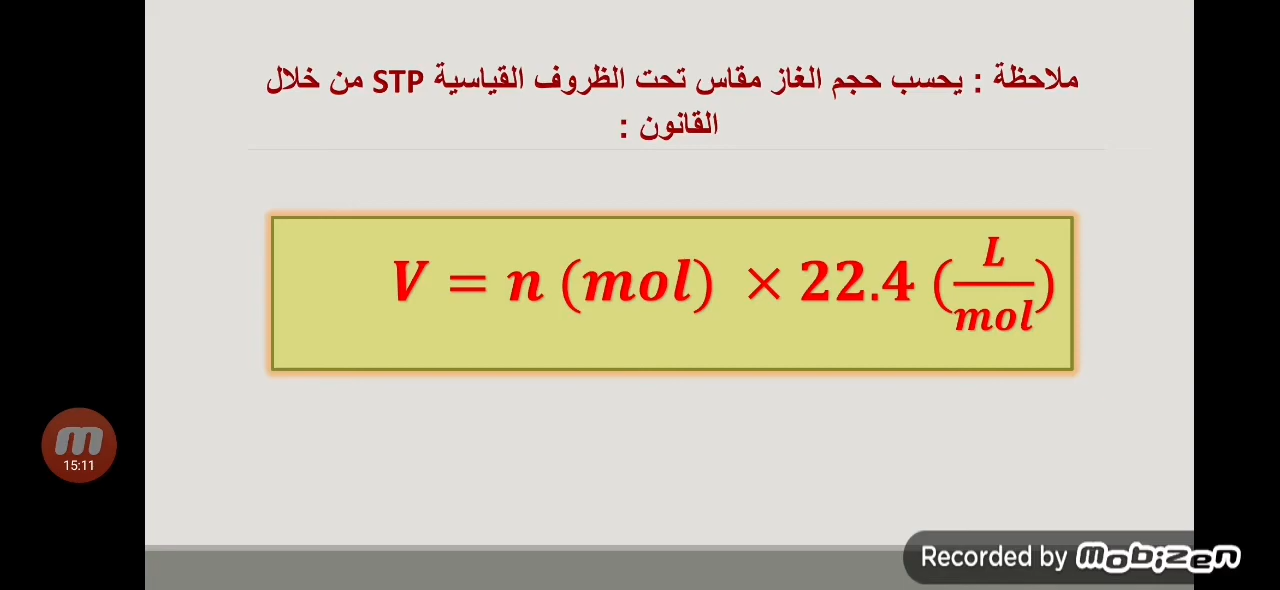 ملاحظة : يحسب حجم الغاز مقاس تحت الظروف القياسية STP من خلال
القانون :
V = n (mol) × 22.4 (L/mol)
m
15:11
Recorded by mobizen